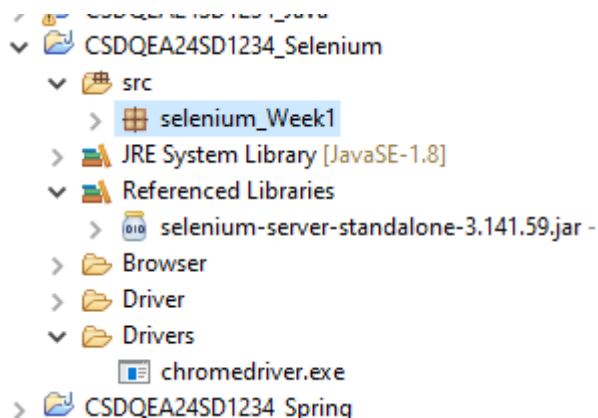 CSDQEA24SD1234_Java
CSDQEA24SD1234_Selenium
src
selenium_Week1
JRE System Library [JavaSE-1.8]
Referenced Libraries
selenium-server-standalone-3.141.59.jar -
Browser
Driver
Drivers
chromedriver.exe
CSDQEA24SD1234_Spring